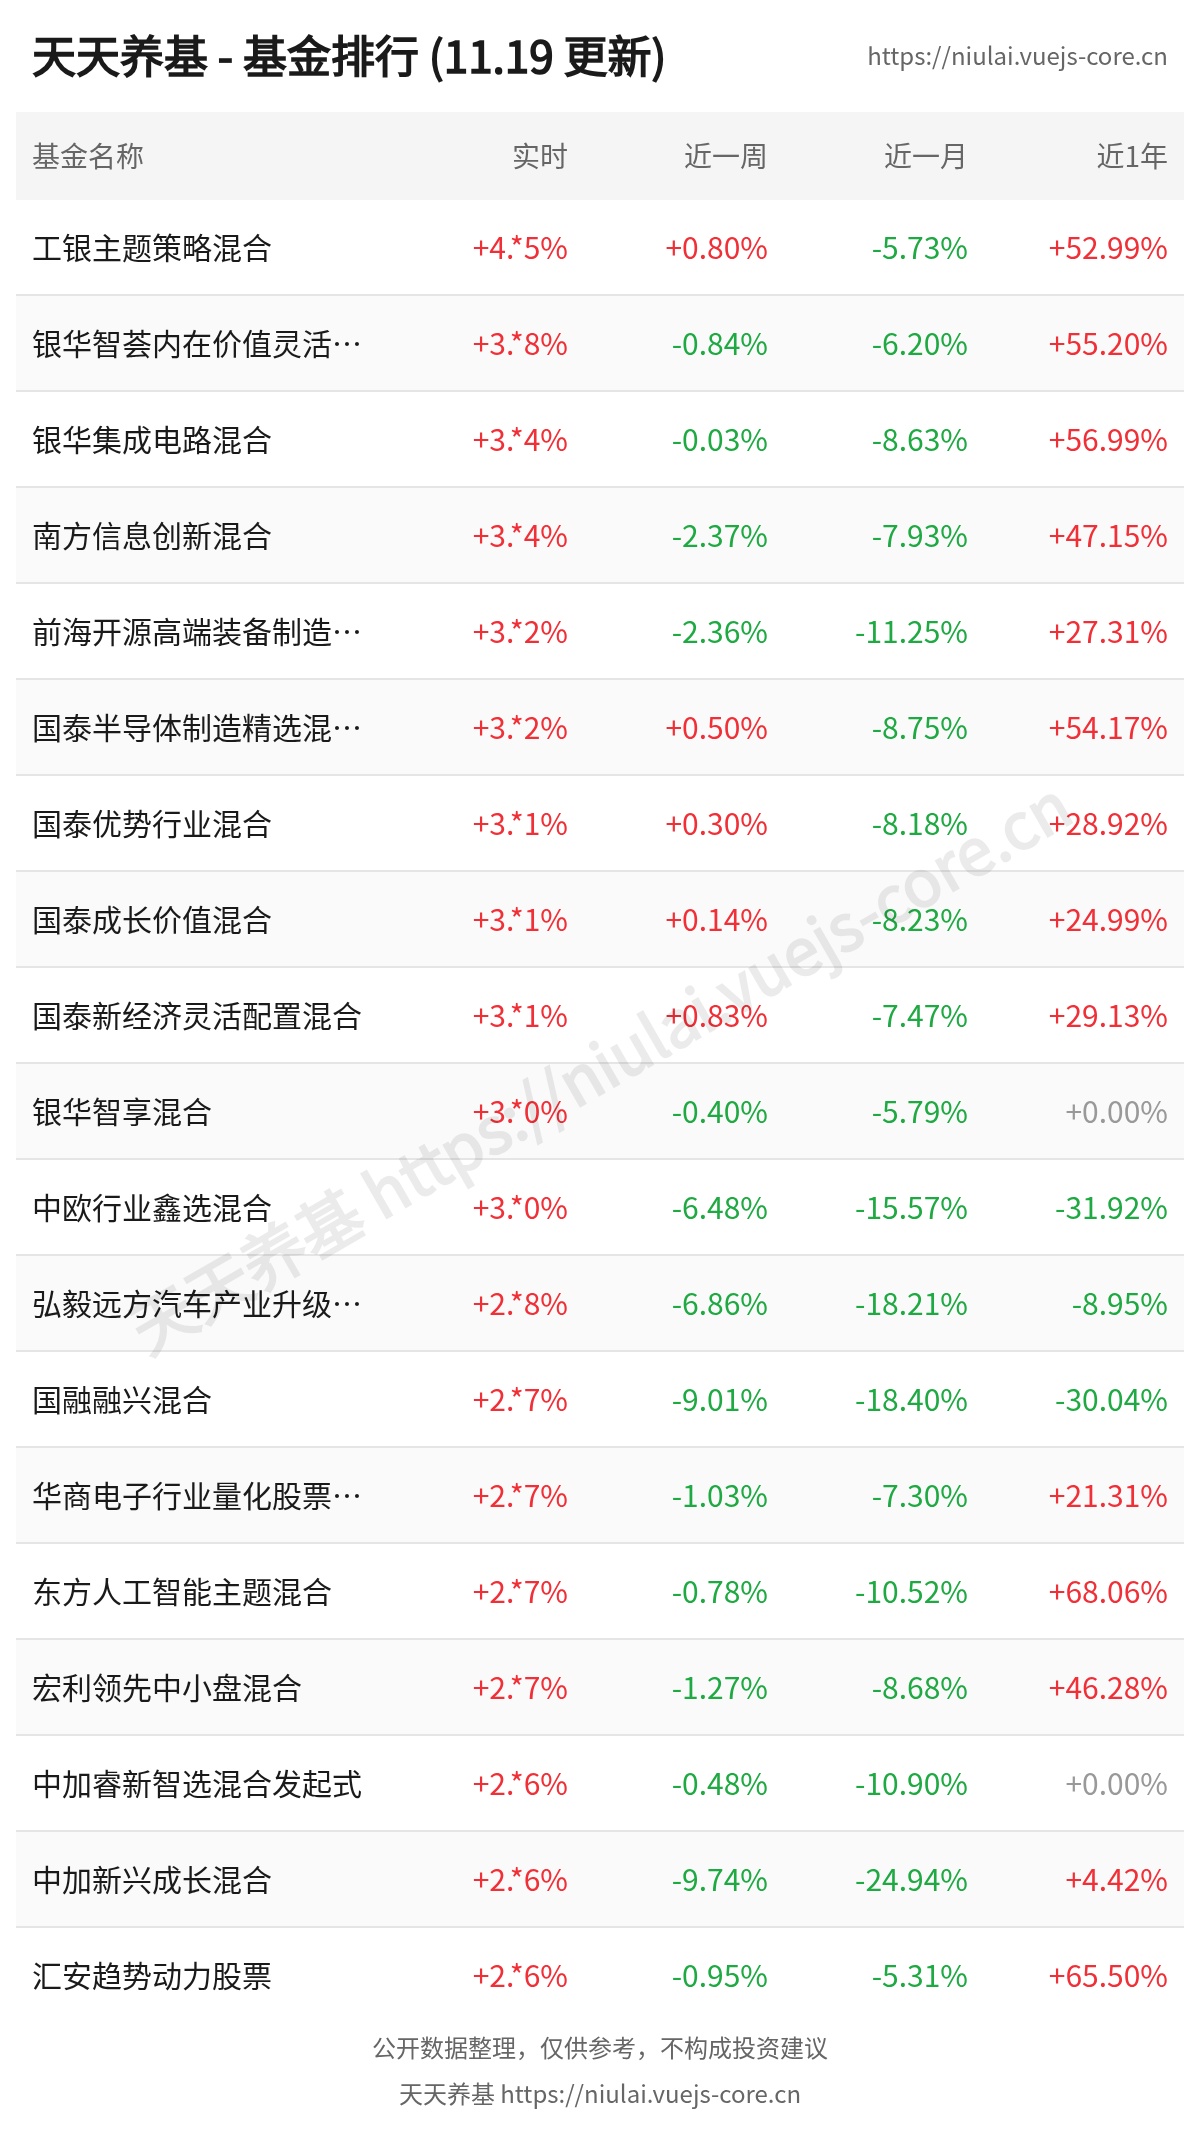 天天养基 - 基金排行 (11.19 更新) https://niulai.vuejs-core.cn
基金名称 实时 近一周 近一月 近1年
工银主题策略混合 +4.*5% +0.80% -5.73% +52.99%
银华智荟内在价值灵活… +3.*8% -0.84% -6.20% +55.20%
银华集成电路混合 +3.*4% -0.03% -8.63% +56.99%
南方信息创新混合 +3.*4% -2.37% -7.93% +47.15%
前海开源高端装备制造… +3.*2% -2.36% -11.25% +27.31%
国泰半导体制造精选混… +3.*2% +0.50% -8.75% +54.17%
国泰优势行业混合 +3.*1% +0.30% -8.18% +28.92%
国泰成长价值混合 +3.*1% +0.14% -8.23% +24.99%
国泰新经济灵活配置混合 +3.*1% +0.83% -7.47% +29.13%
银华智享混合 +3.*0% -0.40% -5.79% +0.00%
中欧行业鑫选混合 +3.*0% -6.48% -15.57% -31.92%
弘毅远方汽车产业升级… +2.*8% -6.86% -18.21% -8.95%
国融融兴混合 +2.*7% -9.01% -18.40% -30.04%
华商电子行业量化股票… +2.*7% -1.03% -7.30% +21.31%
东方人工智能主题混合 +2.*7% -0.78% -10.52% +68.06%
宏利领先中小盘混合 +2.*7% -1.27% -8.68% +46.28%
中加睿新智选混合发起式 +2.*6% -0.48% -10.90% +0.00%
中加新兴成长混合 +2.*6% -9.74% -24.94% +4.42%
汇安趋势动力股票 +2.*6% -0.95% -5.31% +65.50%
公开数据整理，仅供参考，不构成投资建议
天天养基 https://niulai.vuejs-core.cn
天天养基 https://niulai.vuejs-core.cn